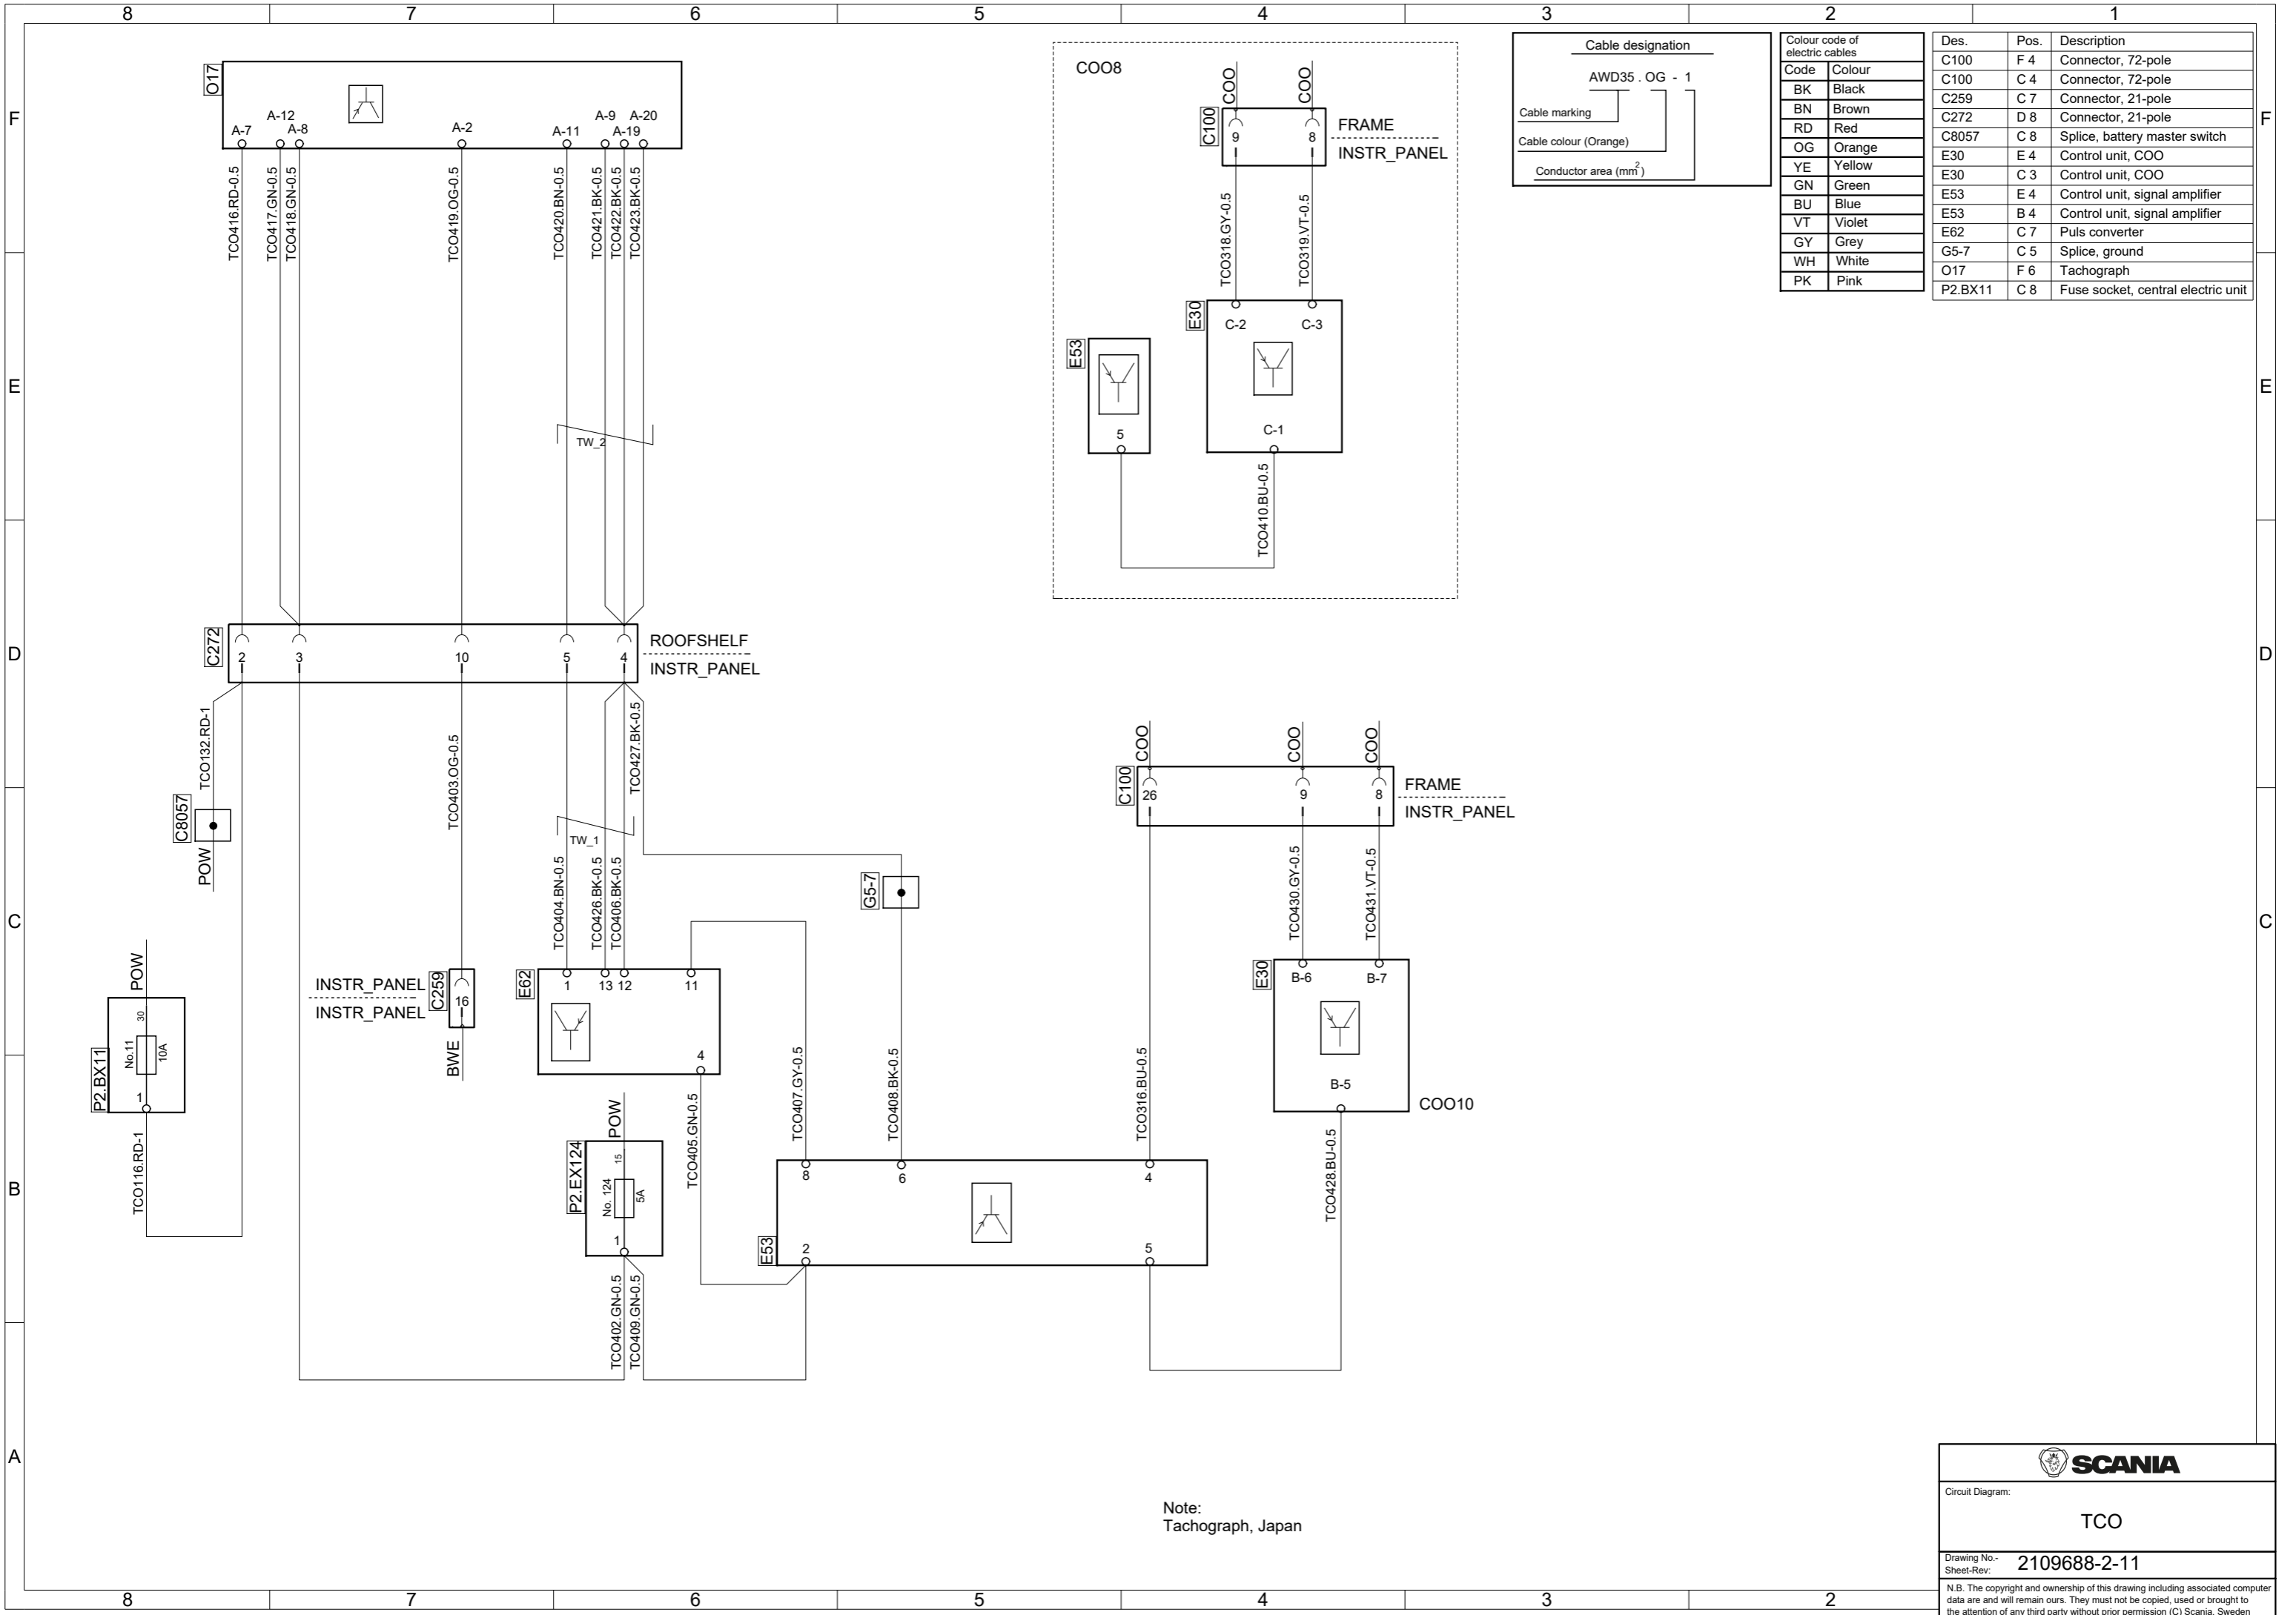 8 7 6 5 4 3 2 1
F
E
D
C
B
A
F
E
D
C
O17
A-7
A-12
A-8
A-2
A-11
A-9
A-19
A-20
TCO416.RD-0.5
TCO417.GN-0.5
TCO418.GN-0.5
TCO419.OG-0.5
TCO420.BN-0.5
TCO421.BK-0.5
TCO422.BK-0.5
TCO423.BK-0.5
TW_2
C272
2 3 10 5 4
ROOFSHELF
INSTR_PANEL
TCO132.RD-1
C8057
POW
TCO403.OG-0.5
TCO427.BK-0.5
TW_1
TCO404.BN-0.5
TCO426.BK-0.5
TCO406.BK-0.5
G5-7
POW
P2.BX11
30
No.11
10A
1
TCO116.RD-1
INSTR_PANEL
INSTR_PANEL
C259
16
BWE
E62
1 13 12 11
4
POW
P2.EX124
15
No. 124
5A
1
TCO402.GN-0.5
TCO409.GN-0.5
TCO405.GN-0.5
TCO407.GY-0.5
TCO408.BK-0.5
TCO316.BU-0.5
E53
8 6 4
2 5
COO8
COO COO
C100
9 8
FRAME
INSTR_PANEL
TCO318.GY-0.5
TCO319.VT-0.5
E30
C-2 C-3
C-1
E53
5
TCO410.BU-0.5
COO COO COO
C100
26 9 8
FRAME
INSTR_PANEL
TCO430.GY-0.5
TCO431.VT-0.5
E30
B-6 B-7
B-5
COO10
TCO428.BU-0.5
Cable designation
AWD35 . OG - 1
Cable marking
Cable colour (Orange)
Conductor area (mm²)
Colour code of
electric cables
Code Colour
BK Black
BN Brown
RD Red
OG Orange
YE Yellow
GN Green
BU Blue
VT Violet
GY Grey
WH White
PK Pink
Des. Pos. Description
C100 F 4 Connector, 72-pole
C100 C 4 Connector, 72-pole
C259 C 7 Connector, 21-pole
C272 D 8 Connector, 21-pole
C8057 C 8 Splice, battery master switch
E30 E 4 Control unit, COO
E30 C 3 Control unit, COO
E53 E 4 Control unit, signal amplifier
E53 B 4 Control unit, signal amplifier
E62 C 7 Puls converter
G5-7 C 5 Splice, ground
O17 F 6 Tachograph
P2.BX11 C 8 Fuse socket, central electric unit
Note:
Tachograph, Japan
SCANIA
Circuit Diagram:
TCO
Drawing No.-
Sheet-Rev: 2109688-2-11
N.B. The copyright and ownership of this drawing including associated computer
data are and will remain ours. They must not be copied, used or brought to
the attention of any third party without prior permission (C) Scania, Sweden
8 7 6 5 4 3 2